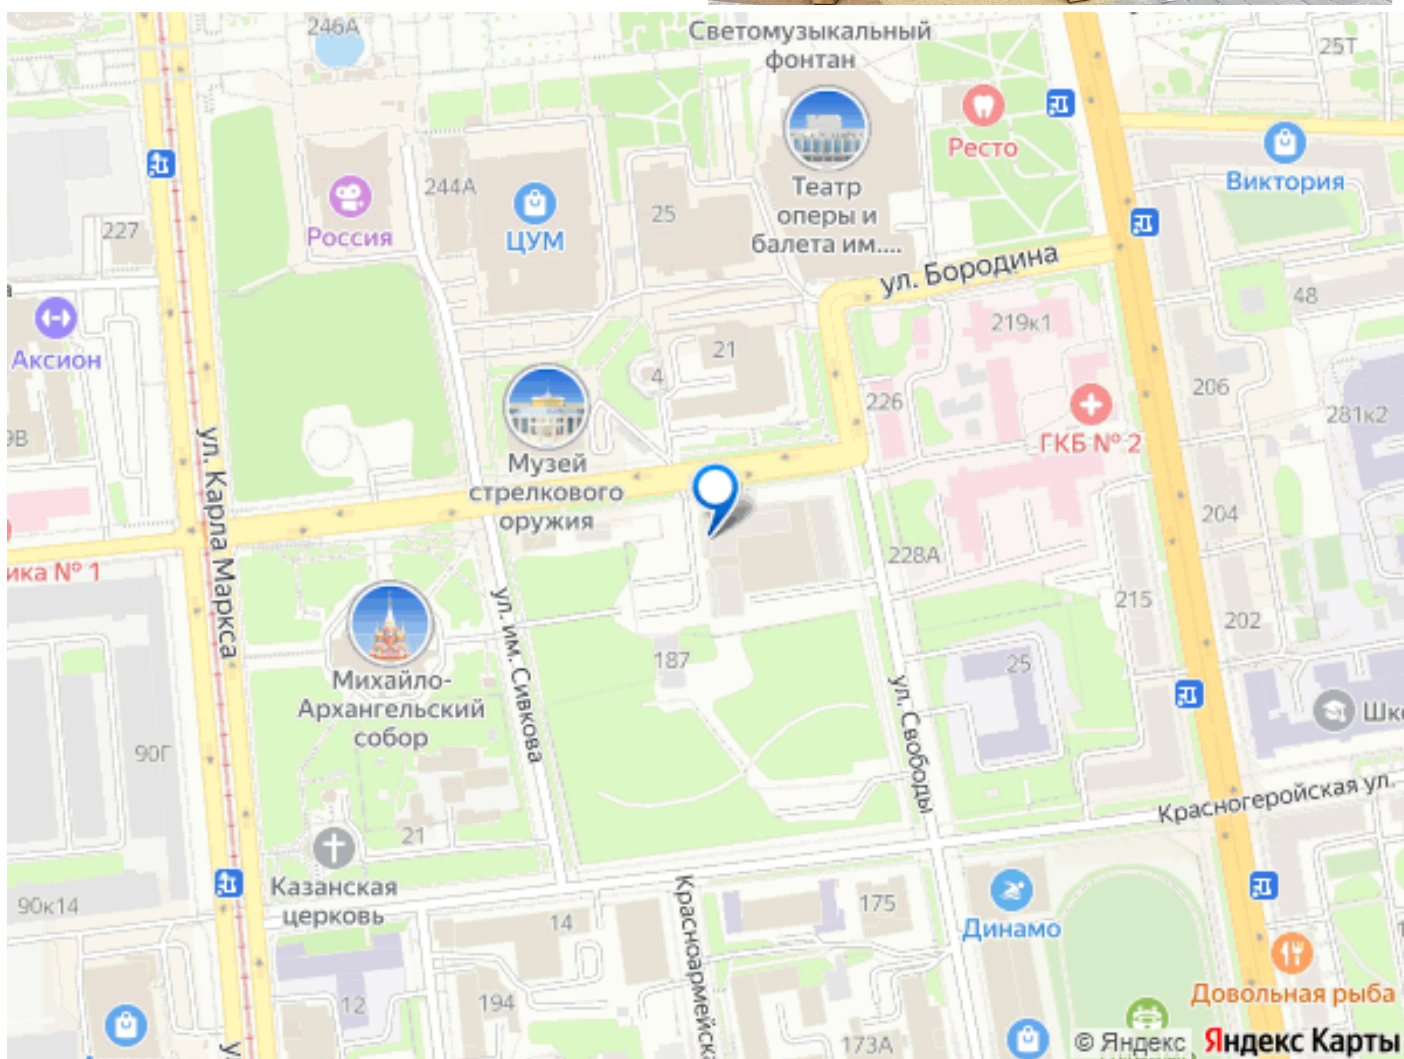 246А
Светомузыкальный
фонтан
25Т
Ресто
Виктория
244А
Театр
оперы и
балета им....
25
227
Россия
ЦУМ
ул. Бородина
48
219к1
Аксион
21
4
206
226
281к2
9В
ГКБ № 2
ул. Карла Маркса
Музей
стрелкового
оружия
204
228А
ика № 1
ул. им. Сивкова
215
202
187
25
Михайло-
Архангельский
собор
ул. Свободы
Шко
90Г
Красногеройская ул.
21
Казанская
церковь
90к14
Красноармейска
175
14
Динамо
12
194
Довольная рыба
173А
© Яндекс Яндекс Карты